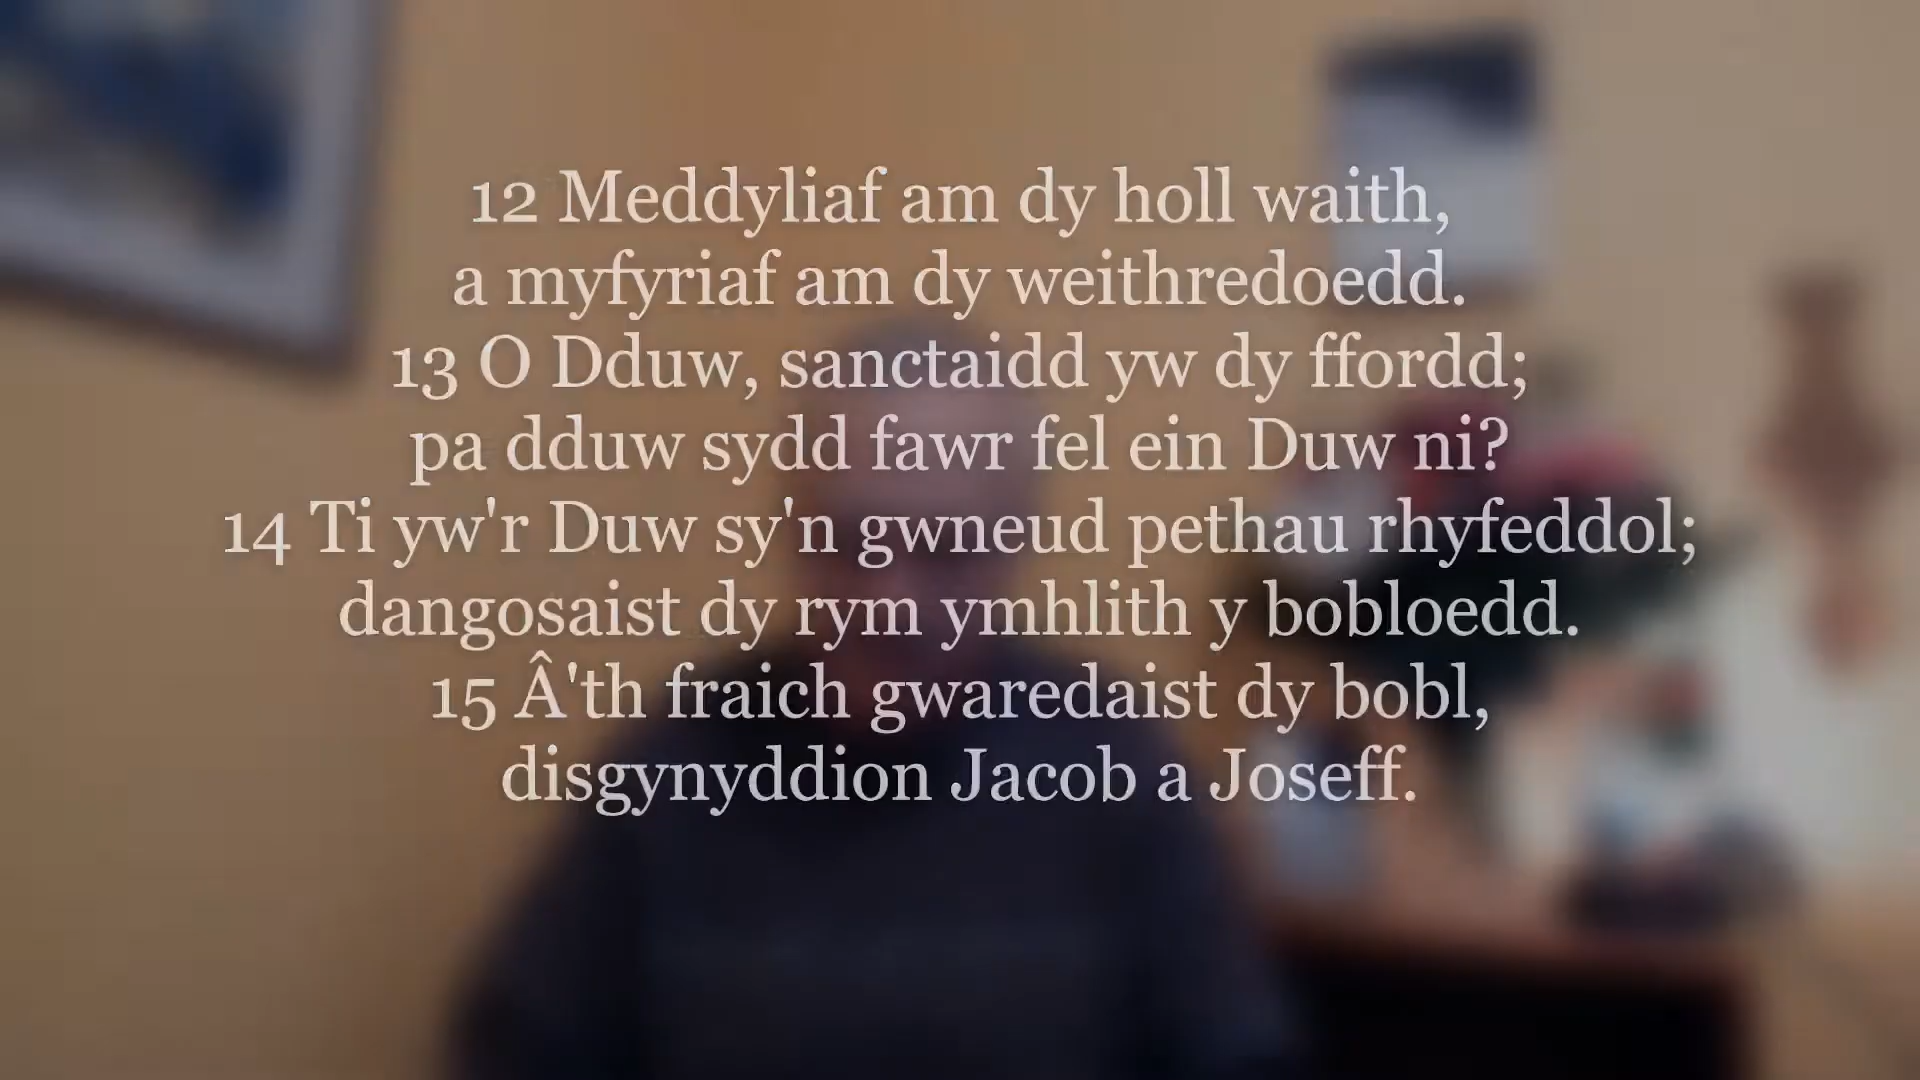 12 Meddyliaf am dy holl waith,
a myfyriaf am dy weithredoedd.
13 O Dduw, sanctaidd yw dy ffordd;
pa dduw sydd fawr fel ein Duw ni?
14 Ti yw'r Duw sy'n gwneud pethau rhyfeddol;
dangosaist dy rym ymhlith y bobloedd.
15 Â'th fraich gwaredaist dy bobl,
disgynyddion Jacob a Joseff.